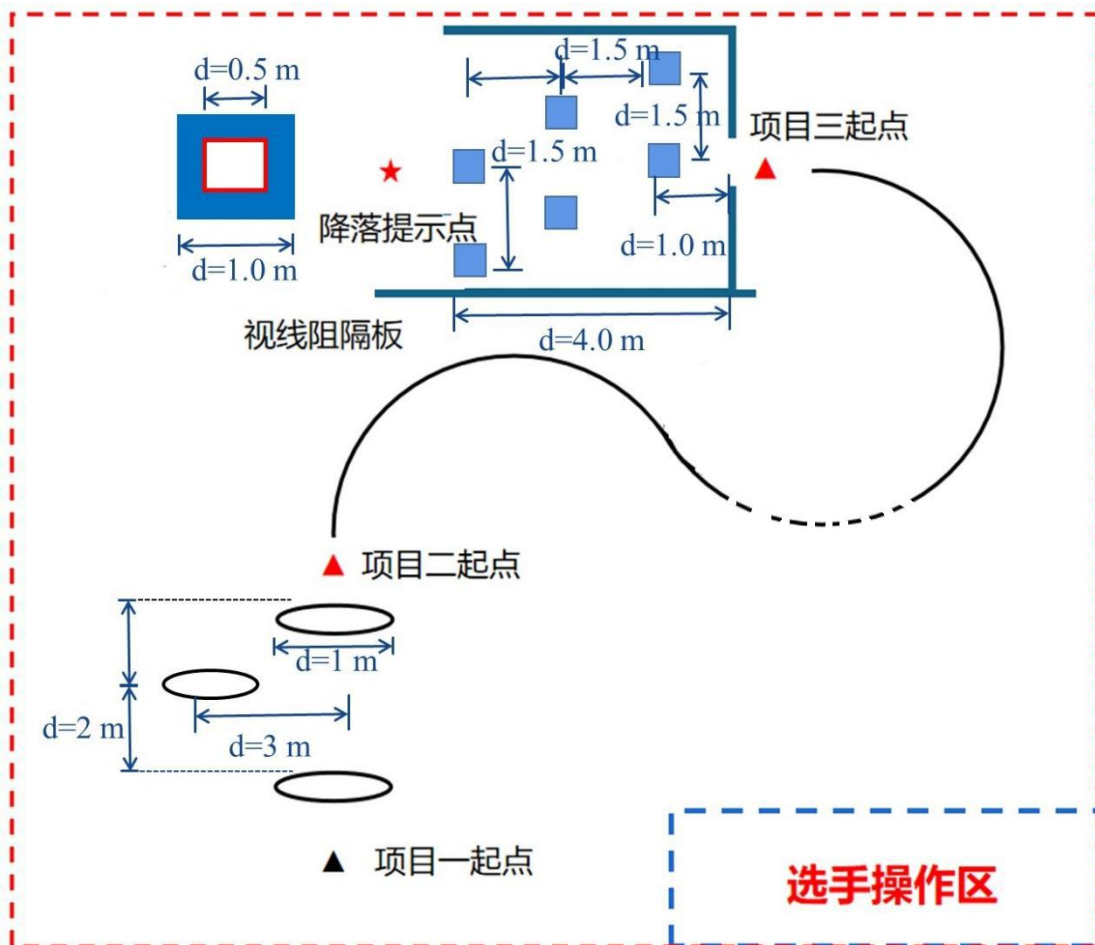 d=1.5 m
d=0.5 m
d=1.5 m
项目三起点
d=1.5 m
降落提示点
d=1.0 m
d=1.0 m
视线阻隔板
d=4.0 m
项目二起点
d=1 m
d=2 m
d=3 m
项目一起点
选手操作区